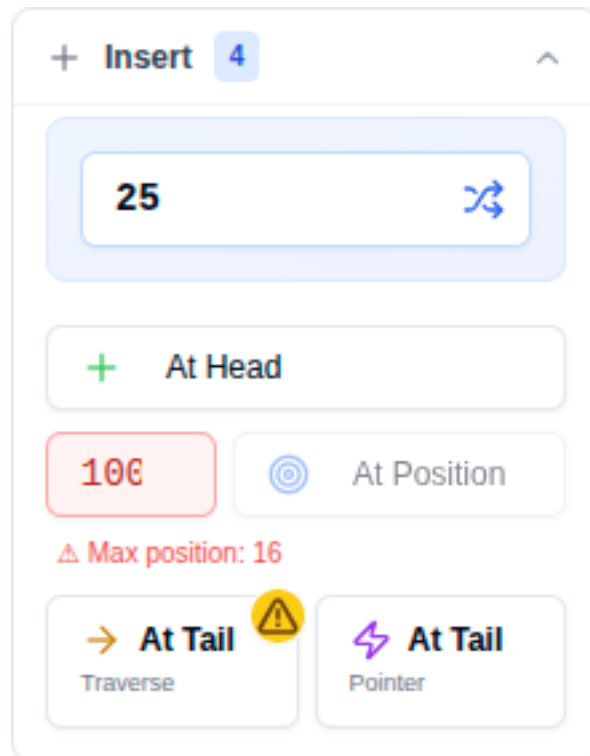 Insert 4
25
At Head
100 At Position
⚠ Max position: 16
At Tail At Tail
Traverse Pointer